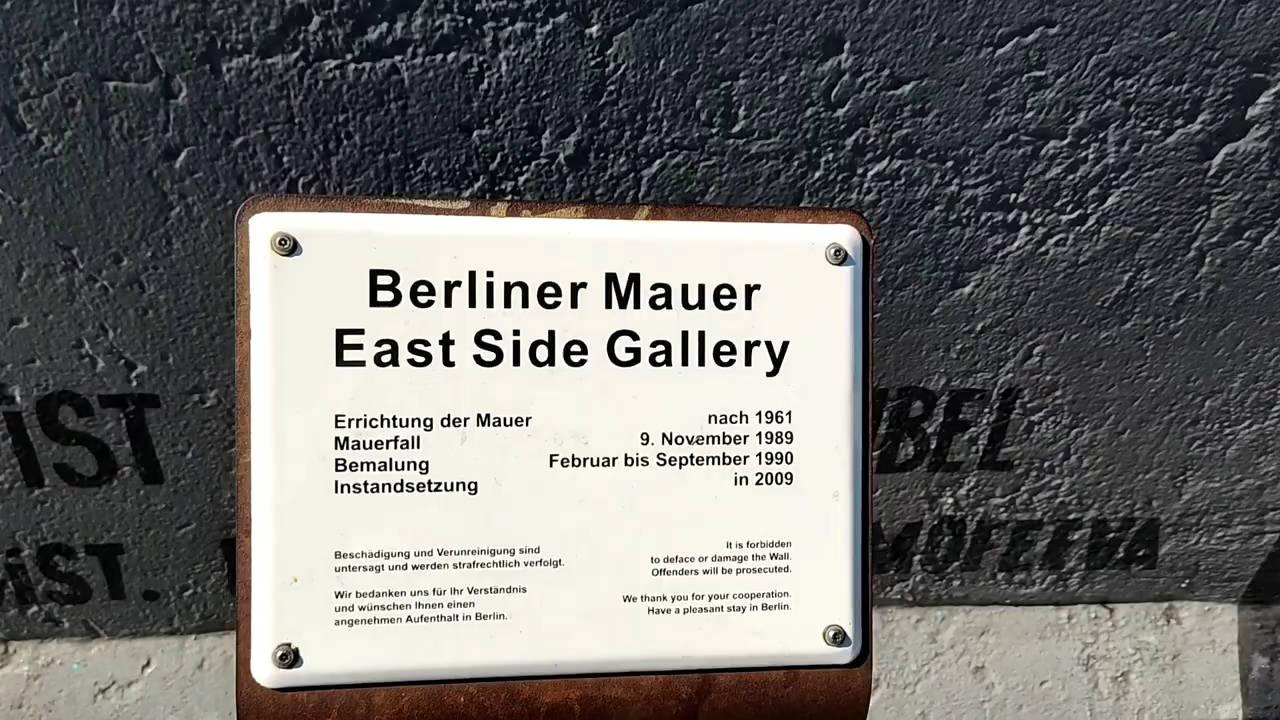 Berliner Mauer
East Side Gallery
Errichtung der Mauer nach 1961
Mauerfall 9. November 1989
Bemalung Februar bis September 1990
Instandsetzung in 2009
Beschädigung und Verunreinigung sind
untersagt und werden strafrechtlich verfolgt.
Wir bedanken uns für Ihr Verständnis
und wünschen Ihnen einen
angenehmen Aufenthalt in Berlin.
It is forbidden
to deface or damage the Wall.
Offenders will be prosecuted.
We thank you for your cooperation.
Have a pleasant stay in Berlin.